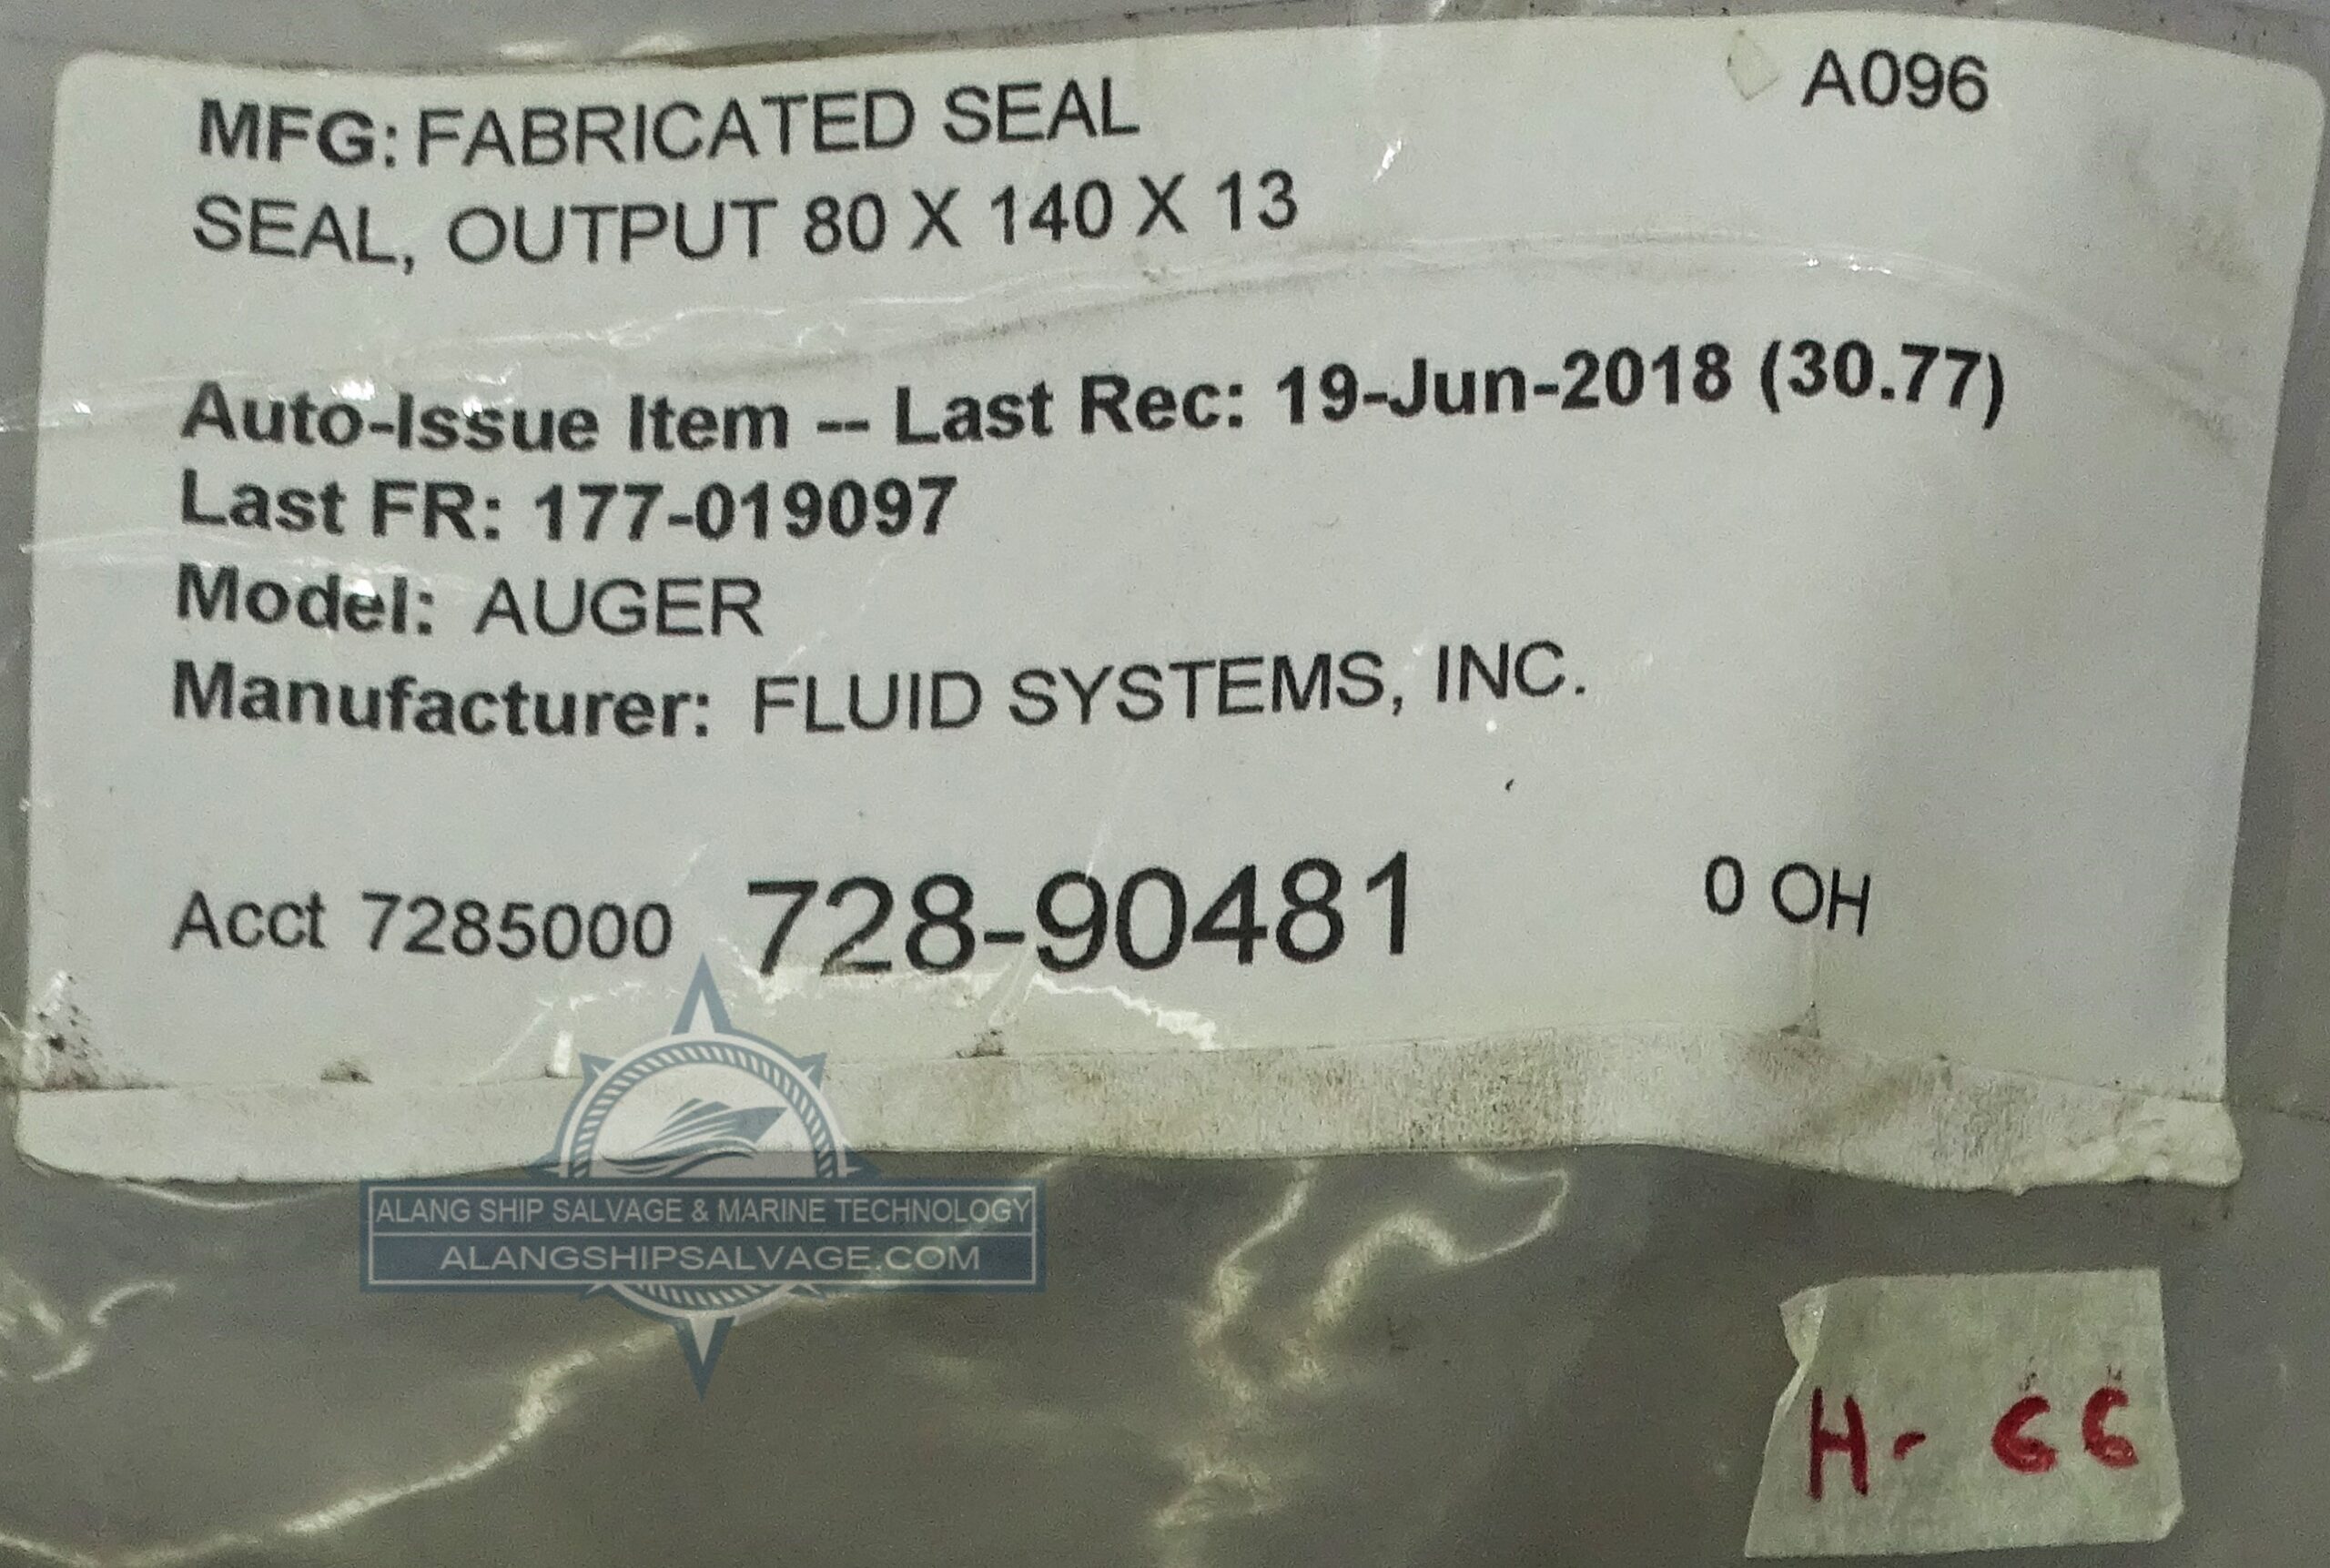 A096
MFG: FABRICATED SEAL
SEAL, OUTPUT 80 X 140 X 13
Auto-Issue Item -- Last Rec: 19-Jun-2018 (30.77)
Last FR: 177-019097
Model: AUGER
Manufacturer: FLUID SYSTEMS, INC.
Acct 7285000 728-90481 0 OH
ALANG SHIP SALVAGE & MARINE TECHNOLOGY
ALANGSHIPSALVAGE.COM
H- 66